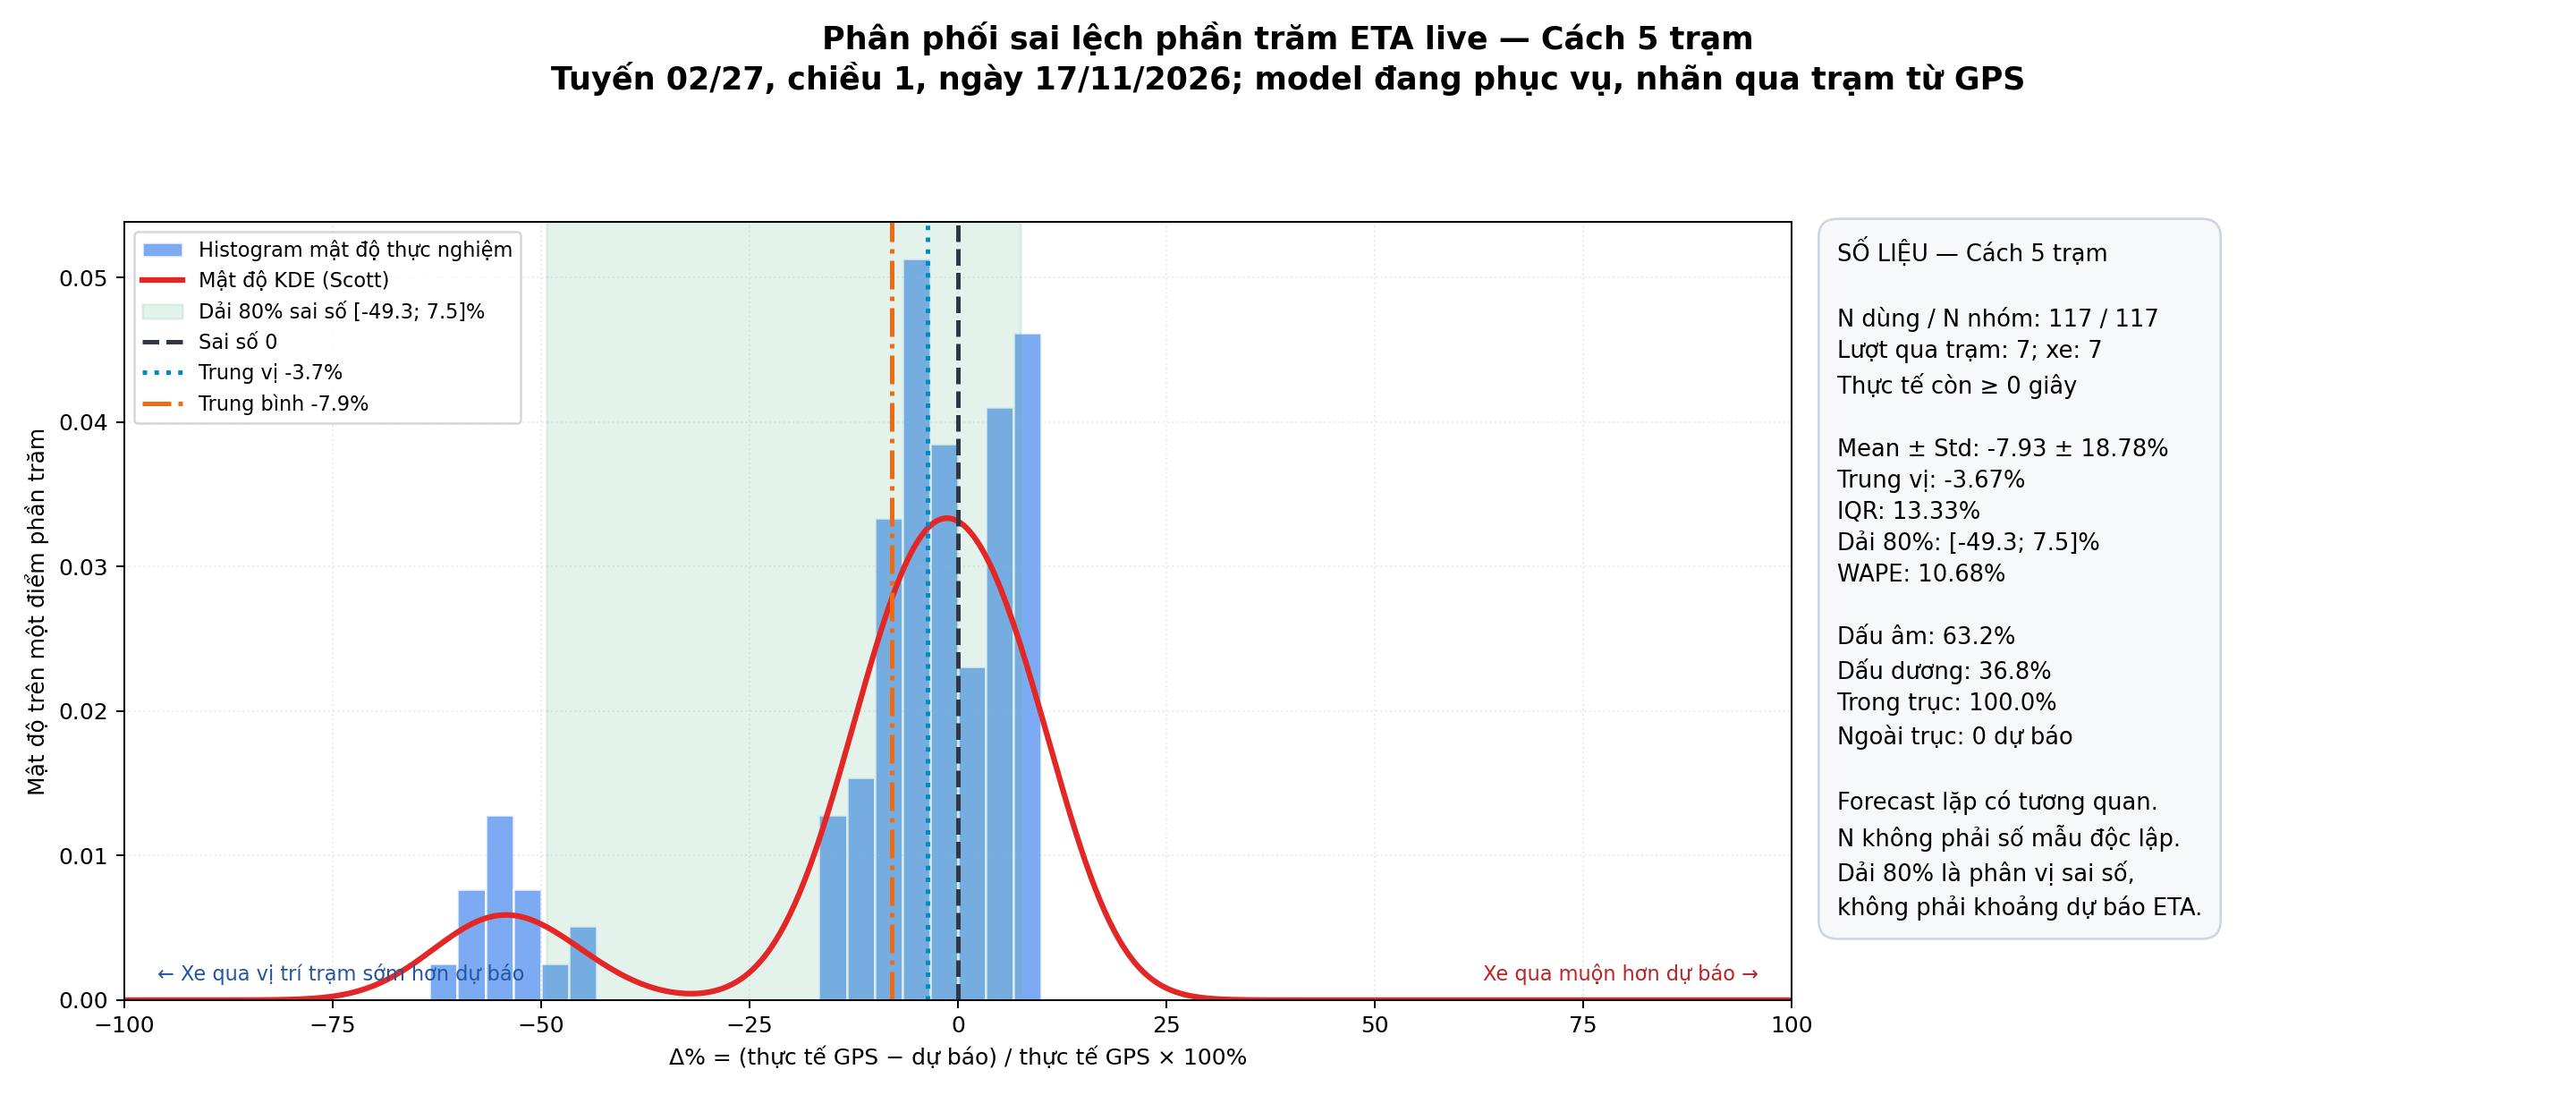 Phân phối sai lệch phần trăm ETA live — Cách 5 trạm
Tuyến 02/27, chiều 1, ngày 17/11/2026; model đang phục vụ, nhãn qua trạm từ GPS
Histogram mật độ thực nghiệm
Mật độ KDE (Scott)
Dải 80% sai số [-49.3; 7.5]%
Sai số 0
Trung vị -3.7%
Trung bình -7.9%
Mật độ trên một điểm phần trăm
0.05
0.04
0.03
0.02
0.01
0.00
← Xe qua vị trí trạm sớm hơn dự báo
Xe qua muộn hơn dự báo →
−100
−75
−50
−25
0
25
50
75
100
Δ% = (thực tế GPS − dự báo) / thực tế GPS × 100%
SỐ LIỆU — Cách 5 trạm
N dùng / N nhóm: 117 / 117
Lượt qua trạm: 7; xe: 7
Thực tế còn ≥ 0 giây
Mean ± Std: -7.93 ± 18.78%
Trung vị: -3.67%
IQR: 13.33%
Dải 80%: [-49.3; 7.5]%
WAPE: 10.68%
Dấu âm: 63.2%
Dấu dương: 36.8%
Trong trục: 100.0%
Ngoài trục: 0 dự báo
Forecast lặp có tương quan.
N không phải số mẫu độc lập.
Dải 80% là phân vị sai số,
không phải khoảng dự báo ETA.